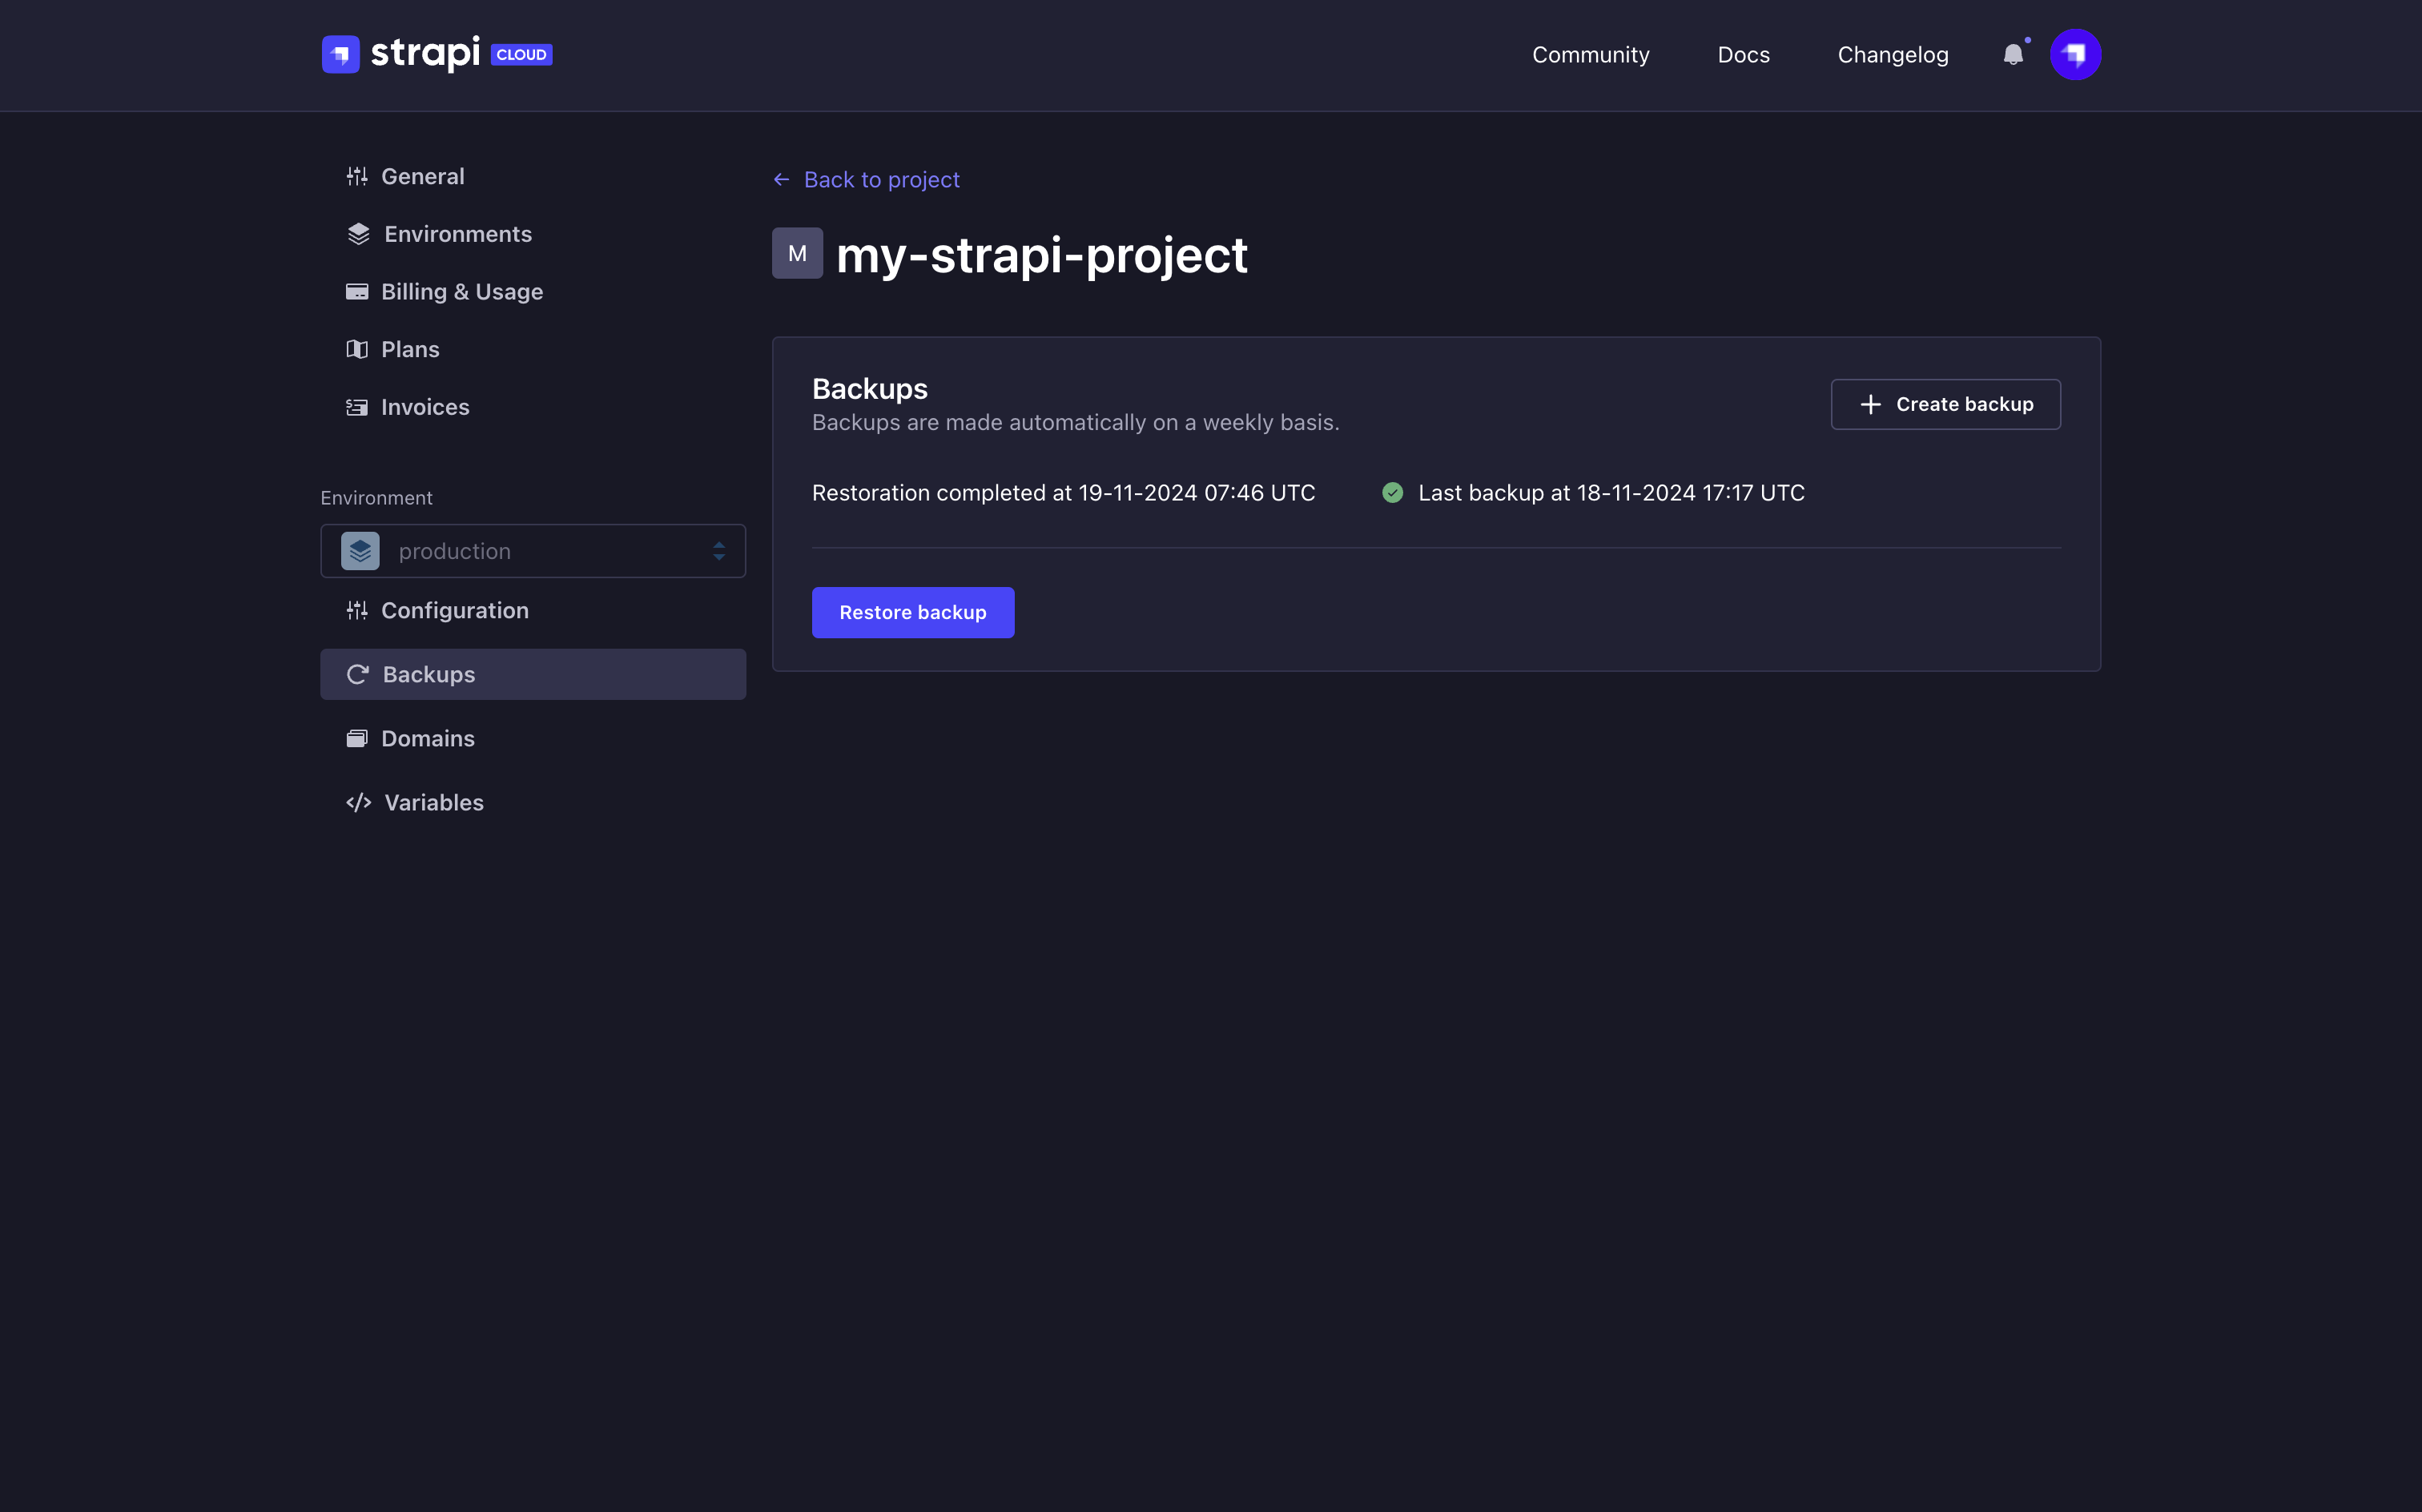 strapi CLOUD
Community
Docs
Changelog
General
Environments
Billing & Usage
Plans
Invoices
Environment
production
Configuration
Backups
Domains
Variables
Back to project
M my-strapi-project
Backups
Backups are made automatically on a weekly basis.
Create backup
Restoration completed at 19-11-2024 07:46 UTC
Last backup at 18-11-2024 17:17 UTC
Restore backup